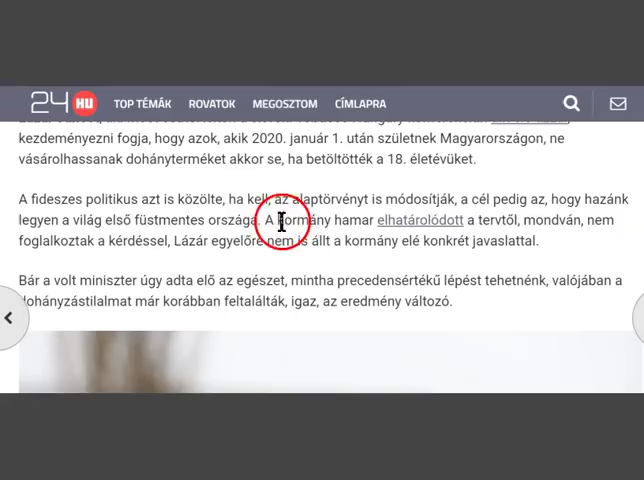 24 HU TOP TÉMÁK ROVATOK MEGOSZTOM CÍMLAPRA
kezdeményezni fogja, hogy azok, akik 2020. január 1. után születnek Magyarországon, ne
vásárolhassanak dohányterméket akkor se, ha betöltötték a 18. életévüket.
A fideszes politikus azt is közölte, ha kell, az alaptörvényt is módosítják, a cél pedig az, hogy hazánk
legyen a világ első füstmentes országa. A kormány hamar elhatárolódott a tervtől, mondván, nem
foglalkoztak a kérdéssel, Lázár egyelőre nem is állt a kormány elé konkrét javaslattal.
Bár a volt miniszter úgy adta elő az egészet, mintha precedensértékű lépést tehetnénk, valójában a
dohányzástilalmat már korábban feltalálták, igaz, az eredmény változó.